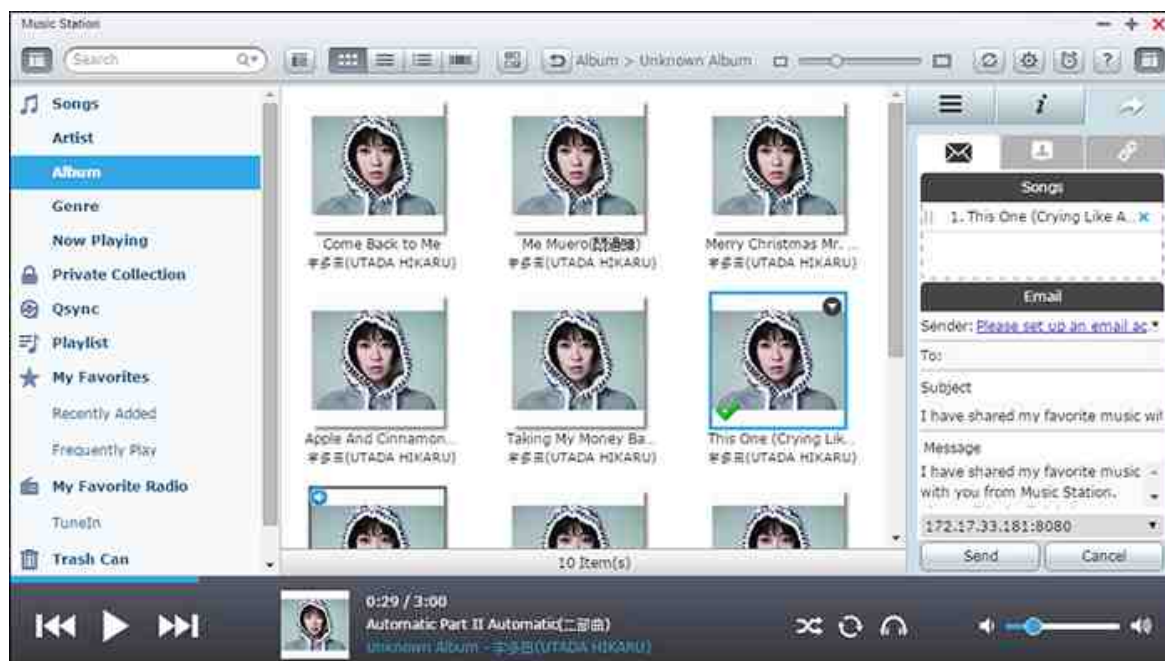 Music Station
Search
Album > Unknown Album
?
Songs
Artist
Album
Genre
Now Playing
Private Collection
Qsync
Playlist
My Favorites
Recently Added
Frequently Play
My Favorite Radio
TuneIn
Trash Can
Come Back to Me
(UTADA HIKARU)
Me Muero
(UTADA HIKARU)
Merry Christmas Mr. ...
(UTADA HIKARU)
Apple And Cinnamon...
(UTADA HIKARU)
Taking My Money Ba...
(UTADA HIKARU)
This One (Crying Lik...
(UTADA HIKARU)
10 Item(s)
i
Songs
1. This One (Crying Like A...
Email
Sender: Please set up an email ac
To:
Subject
I have shared my favorite music wit
Message
I have shared my favorite music
with you from Music Station.
172.17.33.181:8080
Send
Cancel
0:29 / 3:00
Automatic Part II Automatic(二部曲)
Unknown Album - (UTADA HIKARU)